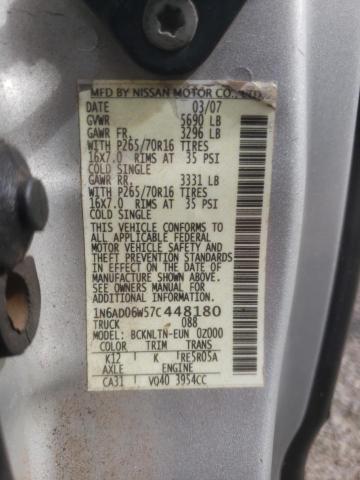 MFD BY NISSAN MOTOR CO., LTD.
DATE 03/07
GVWR 5690 LB
GAWR FR. 3296 LB
WITH P265/70R16 TIRES
16X7.0 RIMS AT 35 PSI
COLD SINGLE
GAWR RR. 3331 LB
WITH P265/70R16 TIRES
16X7.0 RIMS AT 35 PSI
COLD SINGLE
THIS VEHICLE CONFORMS
TO ALL APPLICABLE FEDERAL
MOTOR VEHICLE SAFETY AND
THEFT PREVENTION STANDARDS
IN EFFECT ON THE DATE OF
MANUFACTURE SHOWN ABOVE.
SEE OWNERS MANUAL FOR
ADDITIONAL INFORMATION.
1N6AD06W57C448180
TRUCK 088
MODEL BCKNLTN-EUN 0Z000
COLOR TRIM TRANS
K12 K RE5R05A
AXLE ENGINE
CA31 VQ40 3954CC